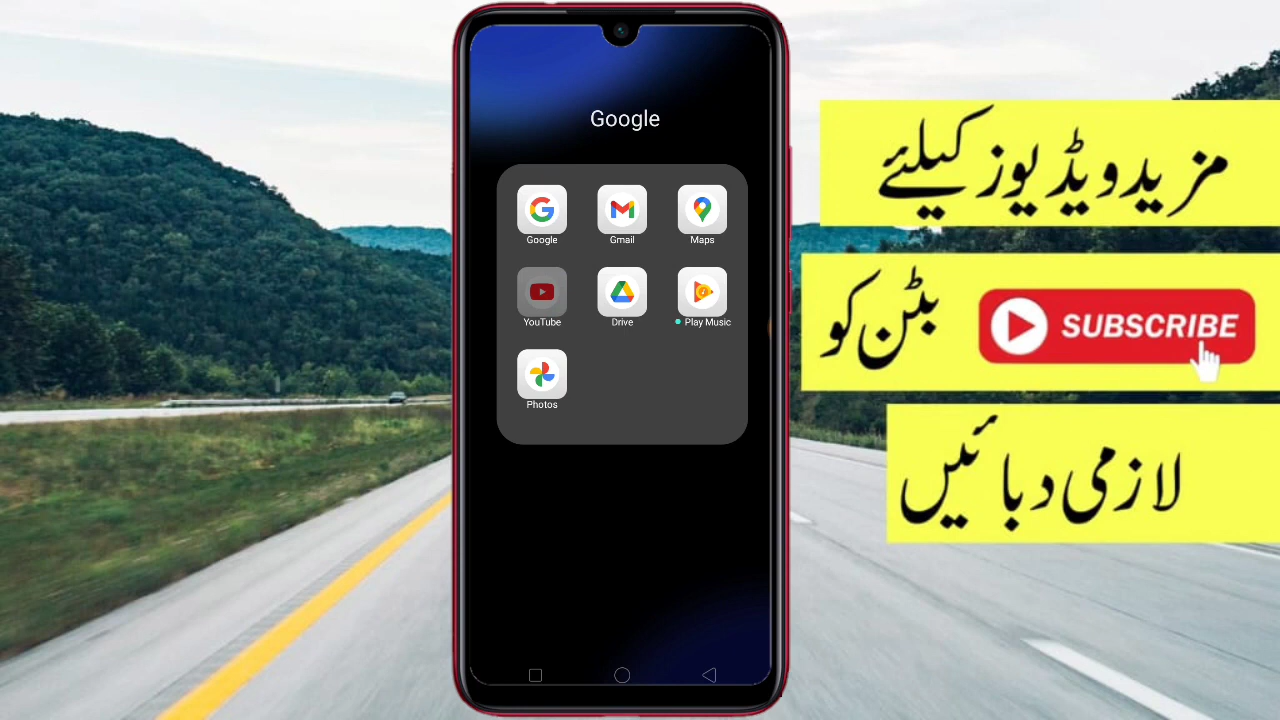 Google
Google Gmail Maps
YouTube Drive Play Music
Photos
مزید ویڈیوز کیلئے
SUBSCRIBE بٹن کو
لازمی دبائیں